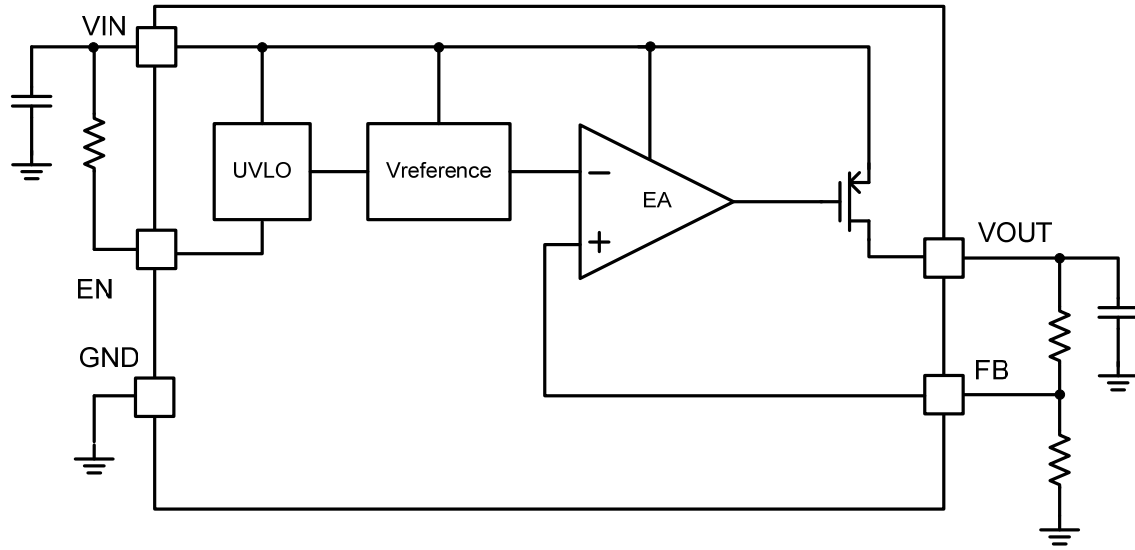 VIN
UVLO
Vreference
−
EA
+
VOUT
EN
GND
FB